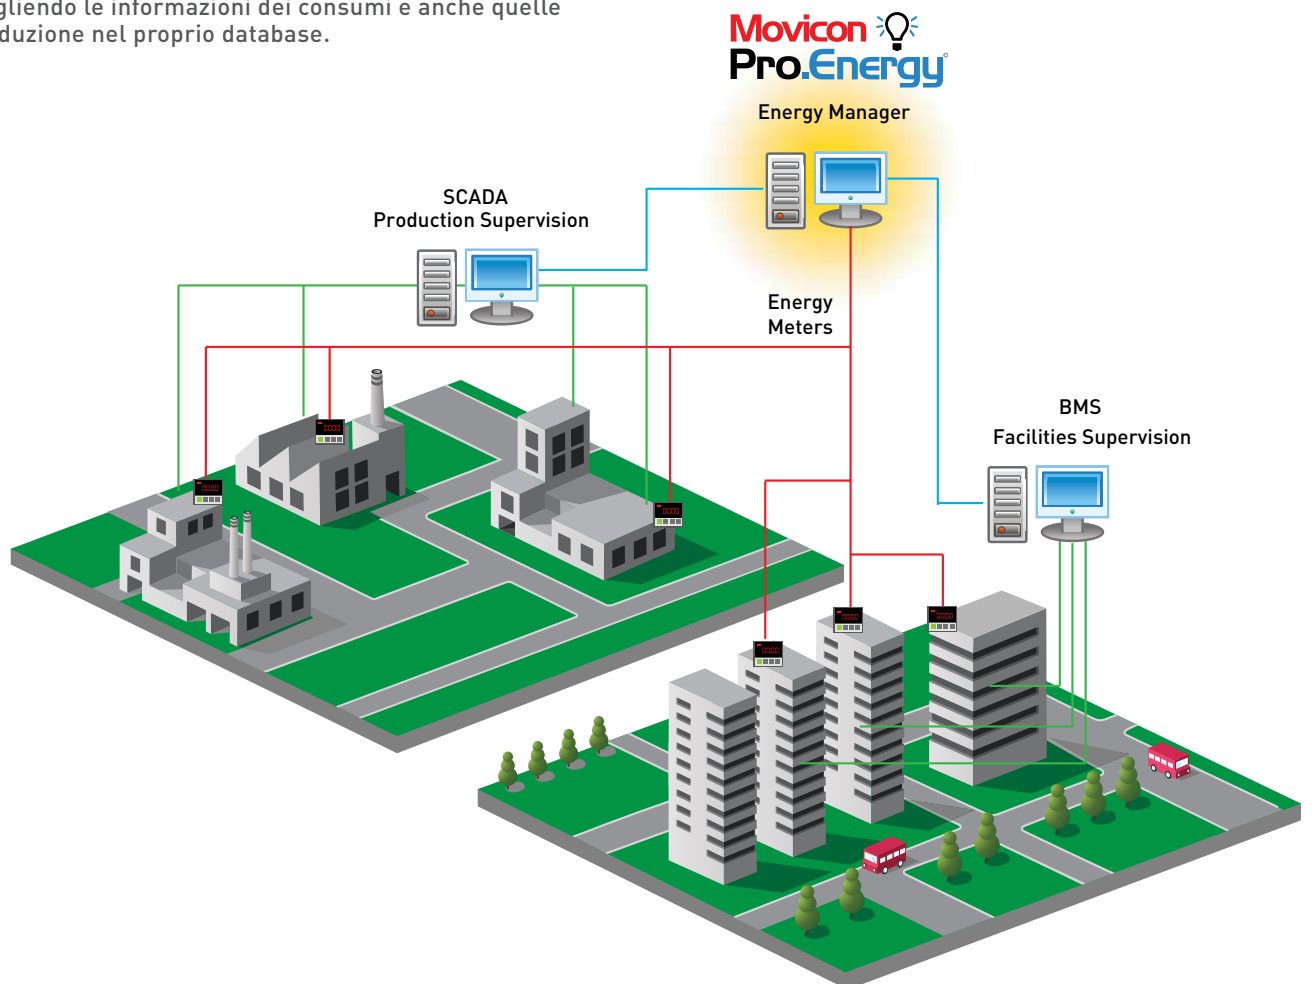 gliendo le informazioni dei consumi e anche quelle
duzione nel proprio database.
Movicon
Pro.Energy
Energy Manager
SCADA
Production Supervision
Energy
Meters
BMS
Facilities Supervision